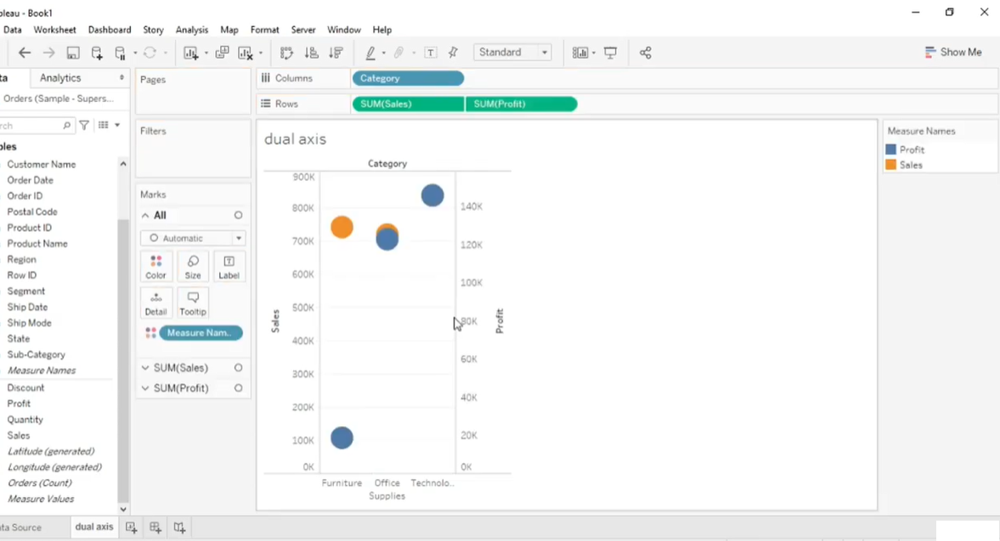 bleau - Book1
Data Worksheet Dashboard Story Analysis Map Format Server Window Help
Standard
Show Me
ta Analytics
Pages
Columns Category
Orders (Sample - Supers...
Rows SUM(Sales) SUM(Profit)
rch
Filters
dual axis
Measure Names
Profit
Sales
bles
Customer Name
Order Date
Order ID
Postal Code
Product ID
Product Name
Region
Row ID
Segment
Ship Date
Ship Mode
State
Sub-Category
Measure Names
Discount
Profit
Quantity
Sales
Latitude (generated)
Longitude (generated)
Orders (Count)
Measure Values
Marks
All
Automatic
Color Size Label
Detail Tooltip
Measure Nam..
SUM(Sales)
SUM(Profit)
Category
900K
800K
700K
600K
500K
400K
300K
200K
100K
0K
Sales
140K
120K
100K
80K
60K
40K
20K
0K
Profit
Furniture Office Technolo..
Supplies
ata Source dual axis